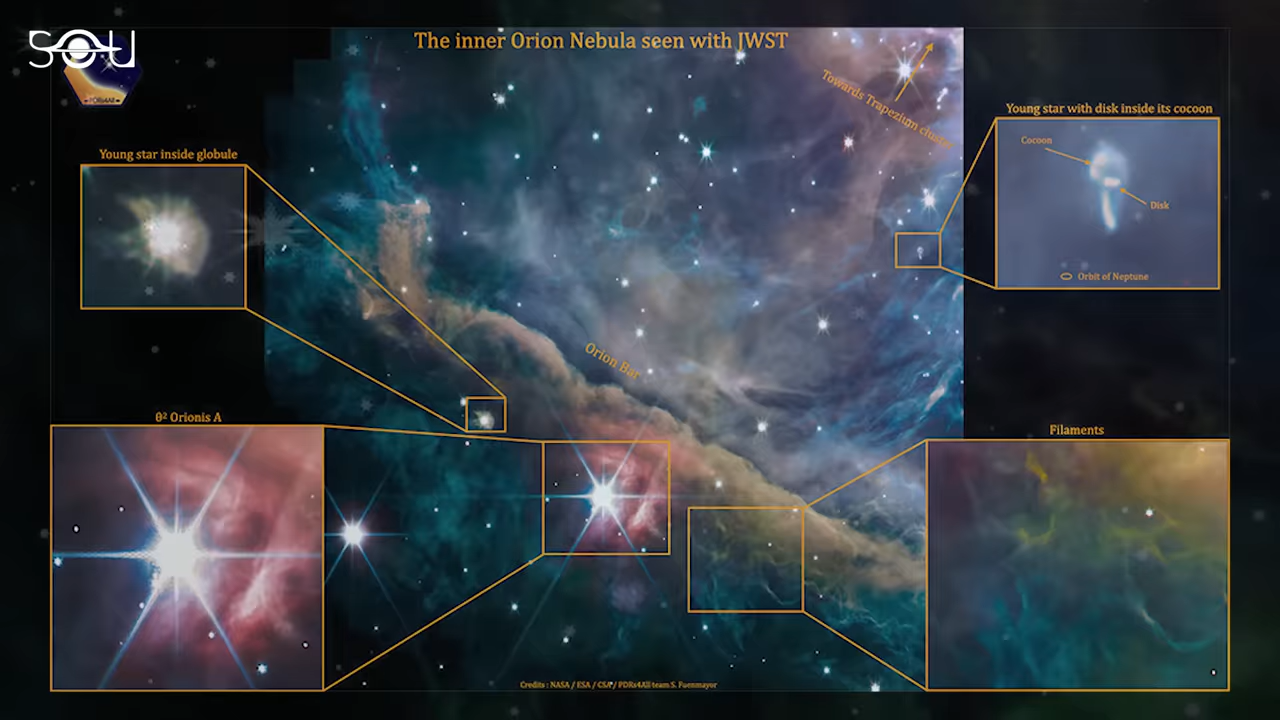 SOU
The inner Orion Nebula seen with JWST
PDRs4All
Towards Trapezium cluster
Young star with disk inside its cocoon
Cocoon
Disk
Orbit of Neptune
Young star inside globule
Orion Bar
θ² Orionis A
Filaments
Credits : NASA / ESA / CSA / PDRs4All team S. Fuenmayor